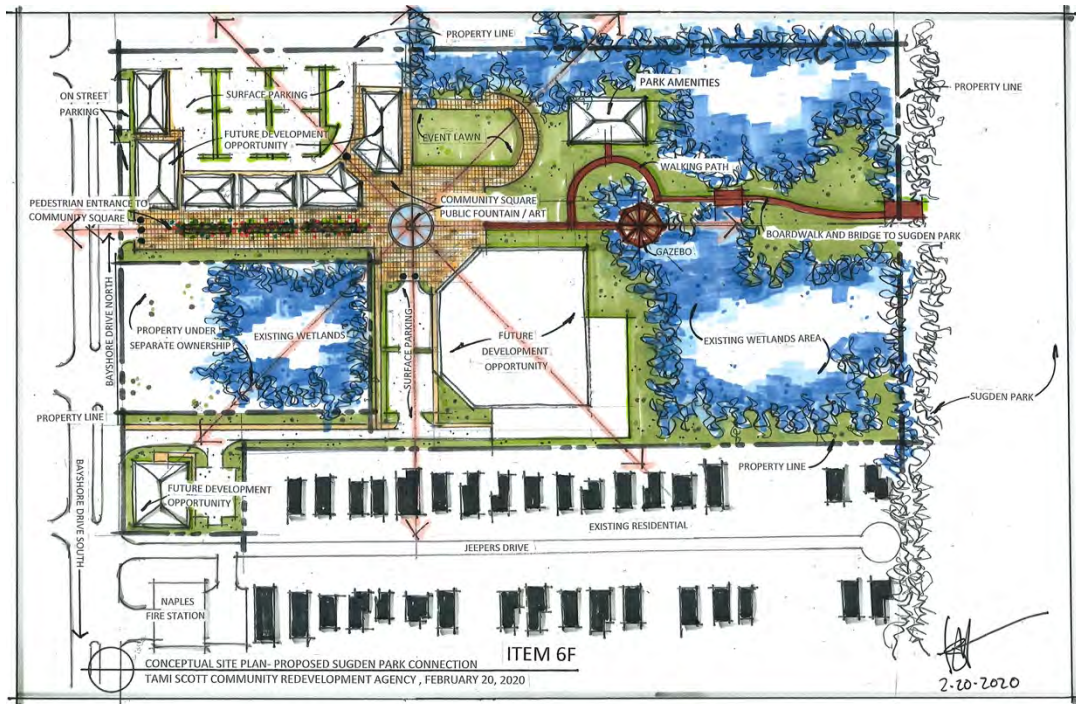 PROPERTY LINE
PARK AMENITIES
PROPERTY LINE
ON STREET
PARKING
SURFACE PARKING
FUTURE DEVELOPMENT
OPPORTUNITY
EVENT LAWN
WALKING PATH
PEDESTRIAN ENTRANCE TO
COMMUNITY SQUARE
COMMUNITY SQUARE
PUBLIC FOUNTAIN / ART
BOARDWALK AND BRIDGE TO SUGDEN PARK
GAZEBO
BAYSHORE DRIVE NORTH
PROPERTY UNDER
SEPARATE OWNERSHIP
EXISTING WETLANDS
SURFACE PARKING
FUTURE
DEVELOPMENT
OPPORTUNITY
EXISTING WETLANDS AREA
SUGDEN PARK
PROPERTY LINE
PROPERTY LINE
BAYSHORE DRIVE SOUTH
FUTURE DEVELOPMENT
OPPORTUNITY
EXISTING RESIDENTIAL
JEEPERS DRIVE
NAPLES
FIRE STATION
ITEM 6F
CONCEPTUAL SITE PLAN- PROPOSED SUGDEN PARK CONNECTION
TAMI SCOTT COMMUNITY REDEVELOPMENT AGENCY , FEBRUARY 20, 2020
2-20-2020